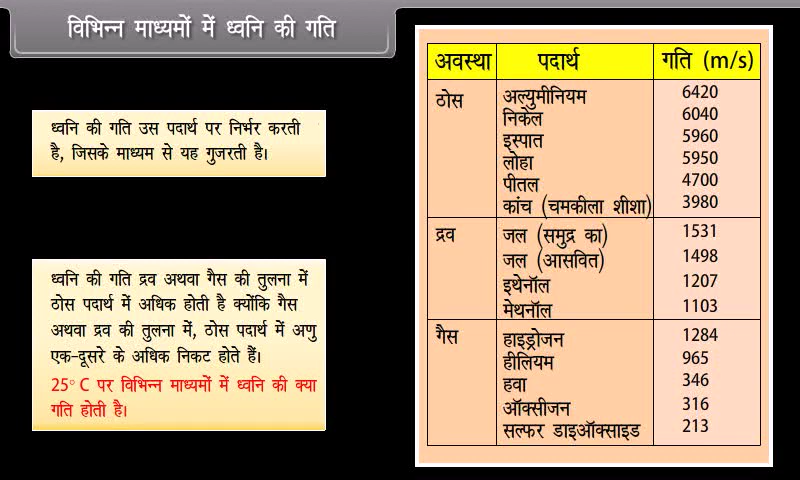 विभिन्न माध्यमों में ध्वनि की गति
ध्वनि की गति उस पदार्थ पर निर्भर करती
है, जिसके माध्यम से यह गुजरती है।
ध्वनि की गति द्रव अथवा गैस की तुलना में
ठोस पदार्थ में अधिक होती है क्योंकि गैस
अथवा द्रव की तुलना में, ठोस पदार्थ में अणु
एक-दूसरे के अधिक निकट होते हैं।
25° C पर विभिन्न माध्यमों में ध्वनि की क्या
गति होती है।
अवस्था पदार्थ गति (m/s)
ठोस अल्युमीनियम 6420
निकेल 6040
इस्पात 5960
लोहा 5950
पीतल 4700
कांच (चमकीला शीशा) 3980
द्रव जल (समुद्र का) 1531
जल (आसवित) 1498
इथेनॉल 1207
मेथनॉल 1103
गैस हाइड्रोजन 1284
हीलियम 965
हवा 346
ऑक्सीजन 316
सल्फर डाइऑक्साइड 213